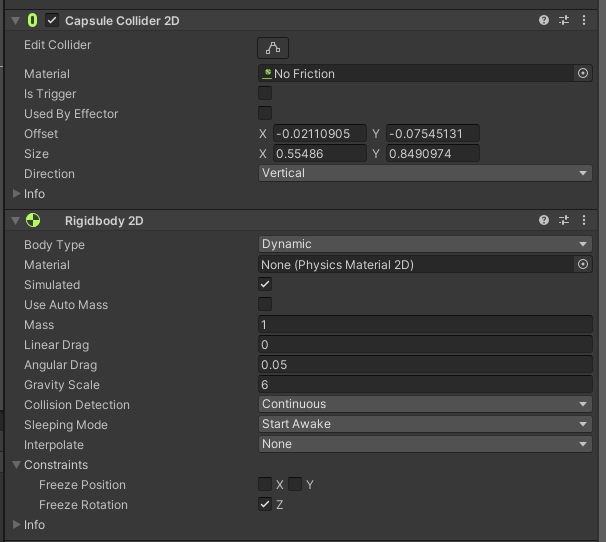 Capsule Collider 2D
Edit Collider
Material No Friction
Is Trigger
Used By Effector
Offset X -0.02110905 Y -0.07545131
Size X 0.55486 Y 0.8490974
Direction Vertical
Info
Rigidbody 2D
Body Type Dynamic
Material None (Physics Material 2D)
Simulated
Use Auto Mass
Mass 1
Linear Drag 0
Angular Drag 0.05
Gravity Scale 6
Collision Detection Continuous
Sleeping Mode Start Awake
Interpolate None
Constraints
Freeze Position X Y
Freeze Rotation Z
Info